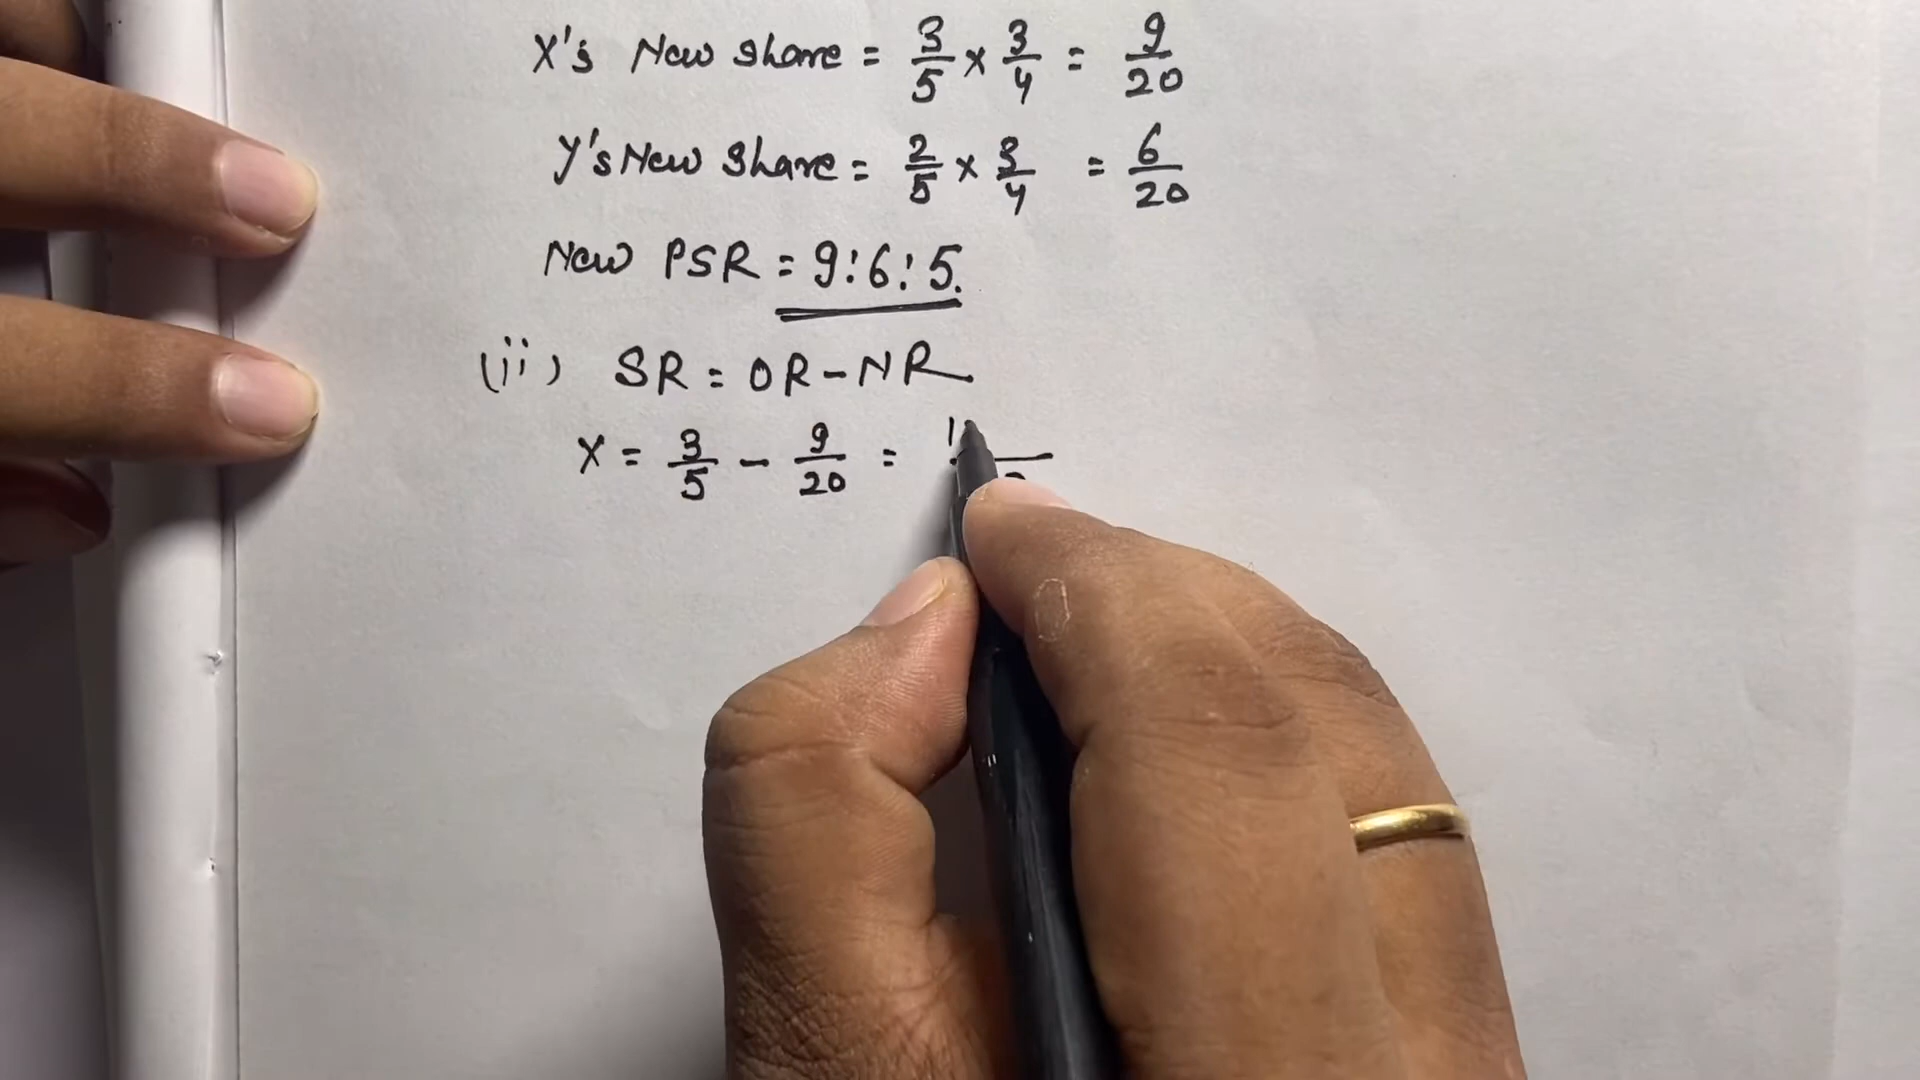 X's New Share = 3/5 × 3/4 = 9/20
Y's New Share = 2/5 × 3/4 = 6/20
New PSR = 9:6:5.
(ii) SR = OR - NR.
X = 3/5 - 9/20 = 1